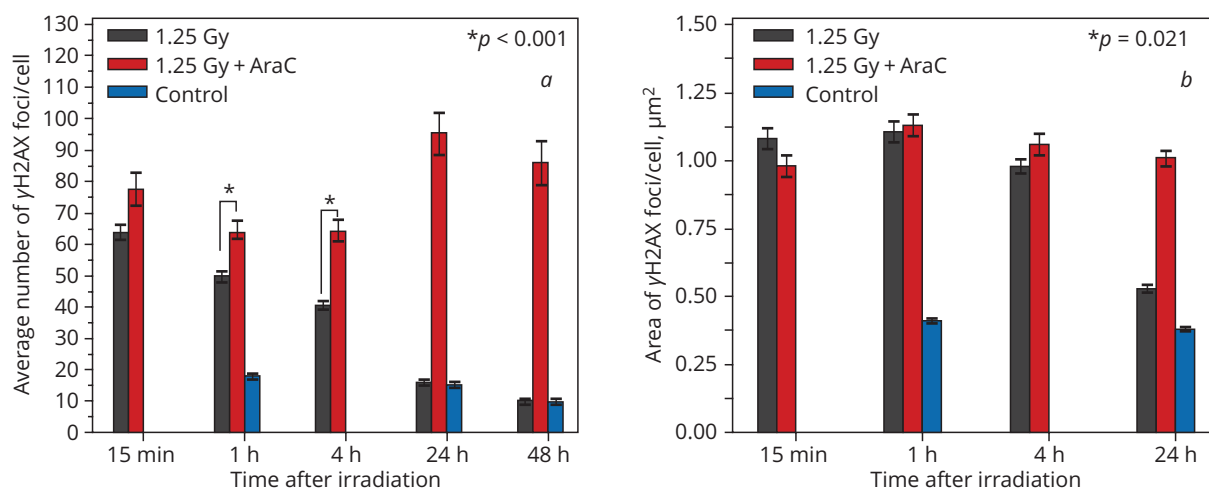 130
120
110
100
90
80
70
60
50
40
30
20
10
0
Average number of γH2AX foci/cell
1.25 Gy
1.25 Gy + AraC
Control
*p < 0.001
a
*
*
15 min 1 h 4 h 24 h 48 h
Time after irradiation
1.50
1.25
1.00
0.75
0.50
0.25
0.00
Area of γH2AX foci/cell, μm²
1.25 Gy
1.25 Gy + AraC
Control
*p = 0.021
b
15 min 1 h 4 h 24 h
Time after irradiation